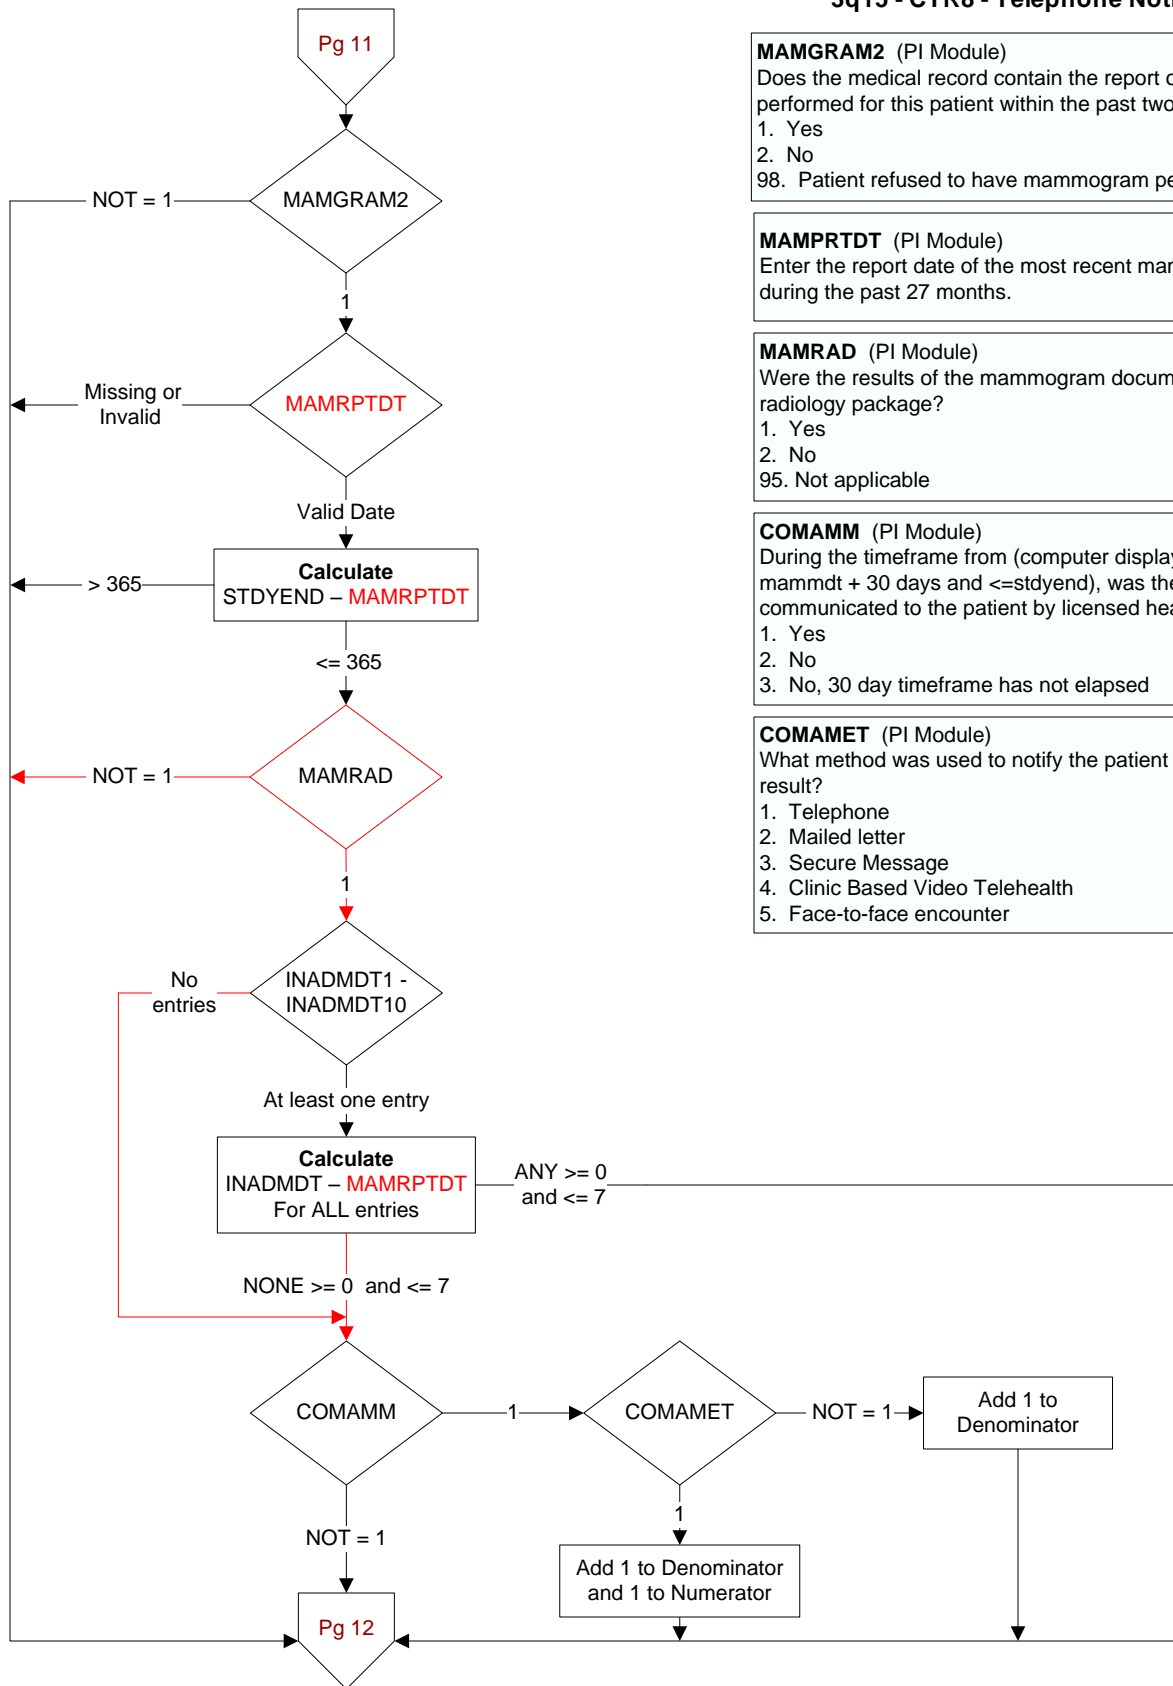 3q15 - CTR8 - Telephone
Pg 11
MAMGRAM2
NOT = 1
1
MAMRPTDT
Missing or
Invalid
Valid Date
Calculate
STDYEND – MAMRPTDT
> 365
<= 365
MAMRAD
NOT = 1
1
INADMDT1 -
INADMDT10
No
entries
At least one entry
Calculate
INADMDT – MAMRPTDT
For ALL entries
ANY >= 0
and <= 7
NONE >= 0 and <= 7
COMAMM
1
COMAMET
NOT = 1
Add 1 to
Denominator
1
NOT = 1
Add 1 to Denominator
and 1 to Numerator
Pg 12
MAMGRAM2 (PI Module)
Does the medical record contain the report
performed for this patient within the past two
1. Yes
2. No
98. Patient refused to have mammogram
MAMPRTDT (PI Module)
Enter the report date of the most recent
during the past 27 months.
MAMRAD (PI Module)
Were the results of the mammogram
radiology package?
1. Yes
2. No
95. Not applicable
COMAMM (PI Module)
During the timeframe from (computer
mammdt + 30 days and <=stdyend), was
communicated to the patient by licensed
1. Yes
2. No
3. No, 30 day timeframe has not elapsed
COMAMET (PI Module)
What method was used to notify the patient
result?
1. Telephone
2. Mailed letter
3. Secure Message
4. Clinic Based Video Telehealth
5. Face-to-face encounter